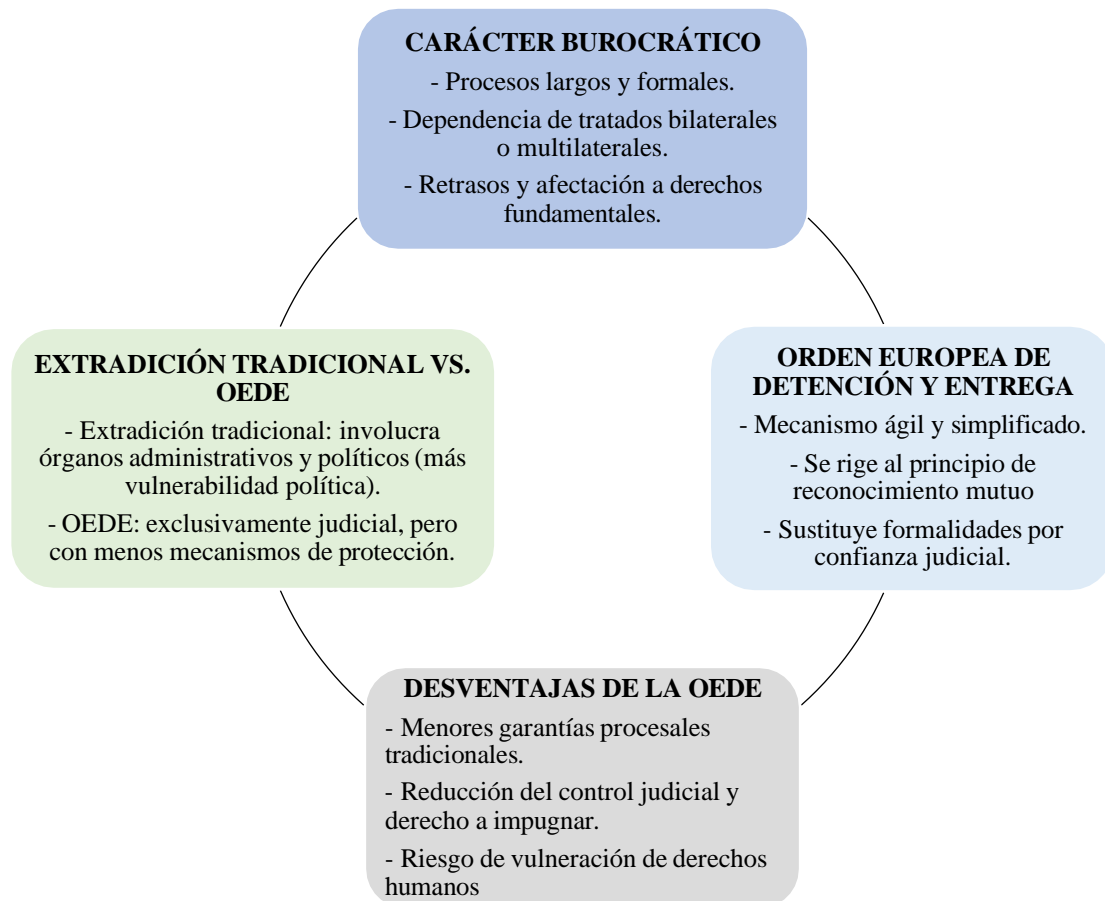 CARÁCTER BUROCRÁTICO
- Procesos largos y formales.
- Dependencia de tratados bilaterales
o multilaterales.
- Retrasos y afectación a derechos
fundamentales.
ORDEN EUROPEA DE
DETENCIÓN Y ENTREGA
- Mecanismo ágil y simplificado.
- Se rige al principio de
reconocimiento mutuo
- Sustituye formalidades por
confianza judicial.
DESVENTAJAS DE LA OEDE
- Menores garantías procesales
tradicionales.
- Reducción del control judicial y
derecho a impugnar.
- Riesgo de vulneración de derechos
humanos
EXTRADICIÓN TRADICIONAL VS.
OEDE
- Extradición tradicional: involucra
órganos administrativos y políticos (más
vulnerabilidad política).
- OEDE: exclusivamente judicial, pero
con menos mecanismos de protección.